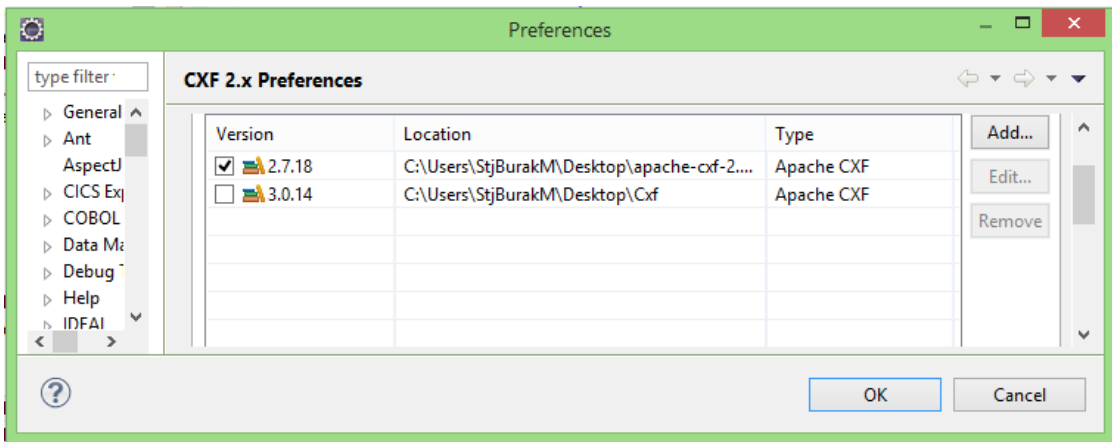 Preferences
type filter
CXF 2.x Preferences
General
Ant
AspectJ
CICS Exp
COBOL
Data Ma
Debug
Help
IDEAL
Version Location Type
2.7.18 C:\Users\StjBurakM\Desktop\apache-cxf-2.... Apache CXF
3.0.14 C:\Users\StjBurakM\Desktop\Cxf Apache CXF
Add...
Edit...
Remove
OK Cancel